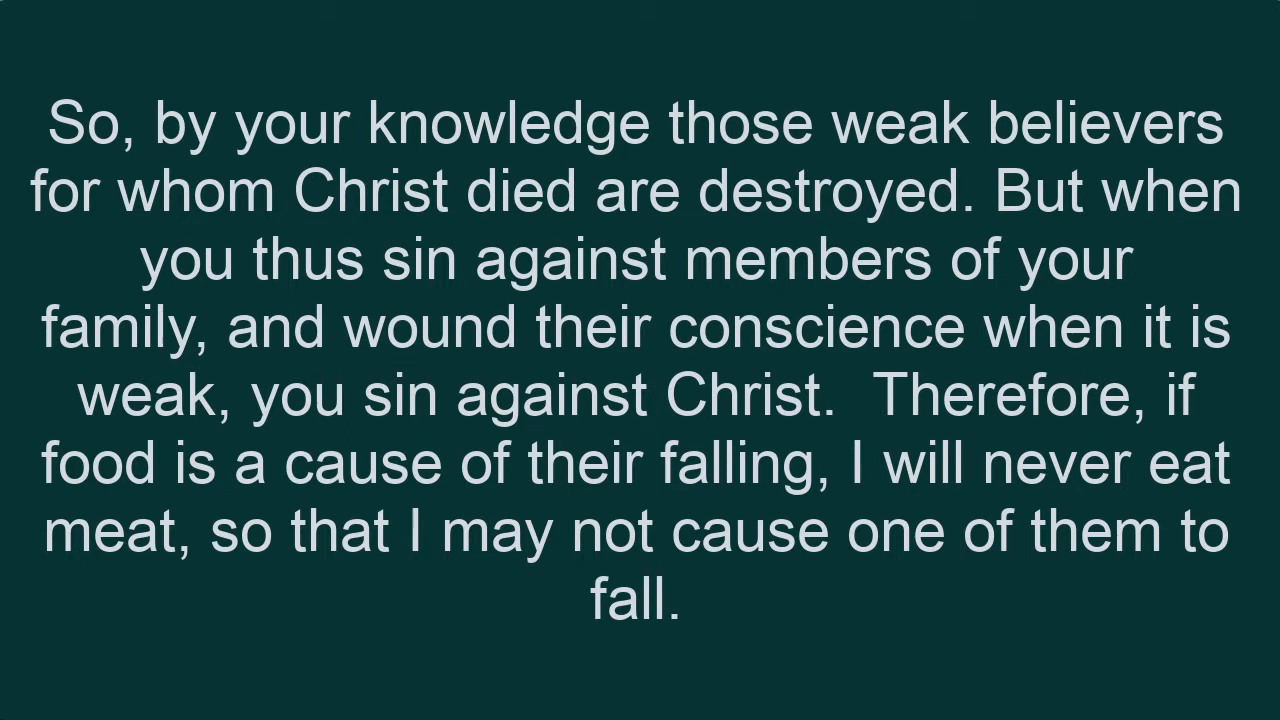 So, by your knowledge those weak believers
for whom Christ died are destroyed. But when
you thus sin against members of your
family, and wound their conscience when it is
weak, you sin against Christ.  Therefore, if
food is a cause of their falling, I will never eat
meat, so that I may not cause one of them to
fall.